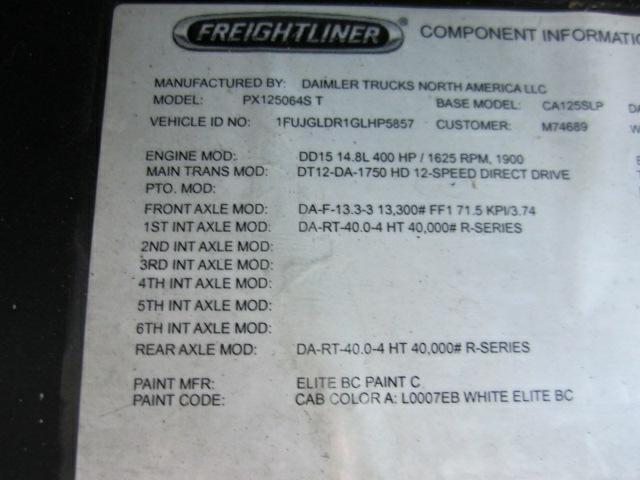 FREIGHTLINER COMPONENT INFORMATIO
MANUFACTURED BY: DAIMLER TRUCKS NORTH AMERICA LLC
MODEL: PX125064S T BASE MODEL: CA125SLP DA
VEHICLE ID NO: 1FUJGLDR1GLHP5857 CUSTOMER: M74689 W
ENGINE MOD: DD15 14.8L 400 HP / 1625 RPM, 1900 E
MAIN TRANS MOD: DT12-DA-1750 HD 12-SPEED DIRECT DRIVE T
PTO. MOD:
FRONT AXLE MOD: DA-F-13.3-3 13,300# FF1 71.5 KPI/3.74
1ST INT AXLE MOD: DA-RT-40.0-4 HT 40,000# R-SERIES
2ND INT AXLE MOD:
3RD INT AXLE MOD:
4TH INT AXLE MOD:
5TH INT AXLE MOD:
6TH INT AXLE MOD:
REAR AXLE MOD: DA-RT-40.0-4 HT 40,000# R-SERIES
PAINT MFR: ELITE BC PAINT C
PAINT CODE: CAB COLOR A: L0007EB WHITE ELITE BC